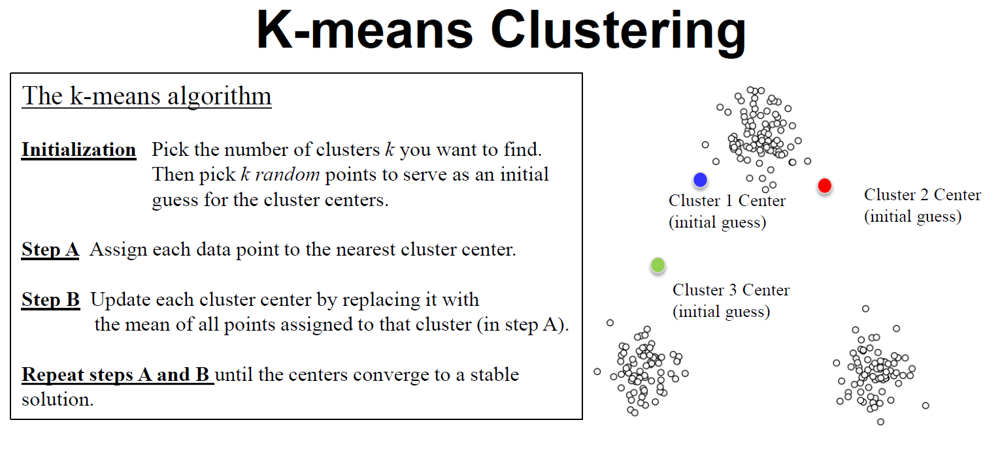 K-means Clustering
The k-means algorithm
Initialization Pick the number of clusters k you want to find.
Then pick k random points to serve as an initial
guess for the cluster centers.
Step A Assign each data point to the nearest cluster center.
Step B Update each cluster center by replacing it with
the mean of all points assigned to that cluster (in step A).
Repeat steps A and B until the centers converge to a stable
solution.
Cluster 1 Center
(initial guess)
Cluster 2 Center
(initial guess)
Cluster 3 Center
(initial guess)